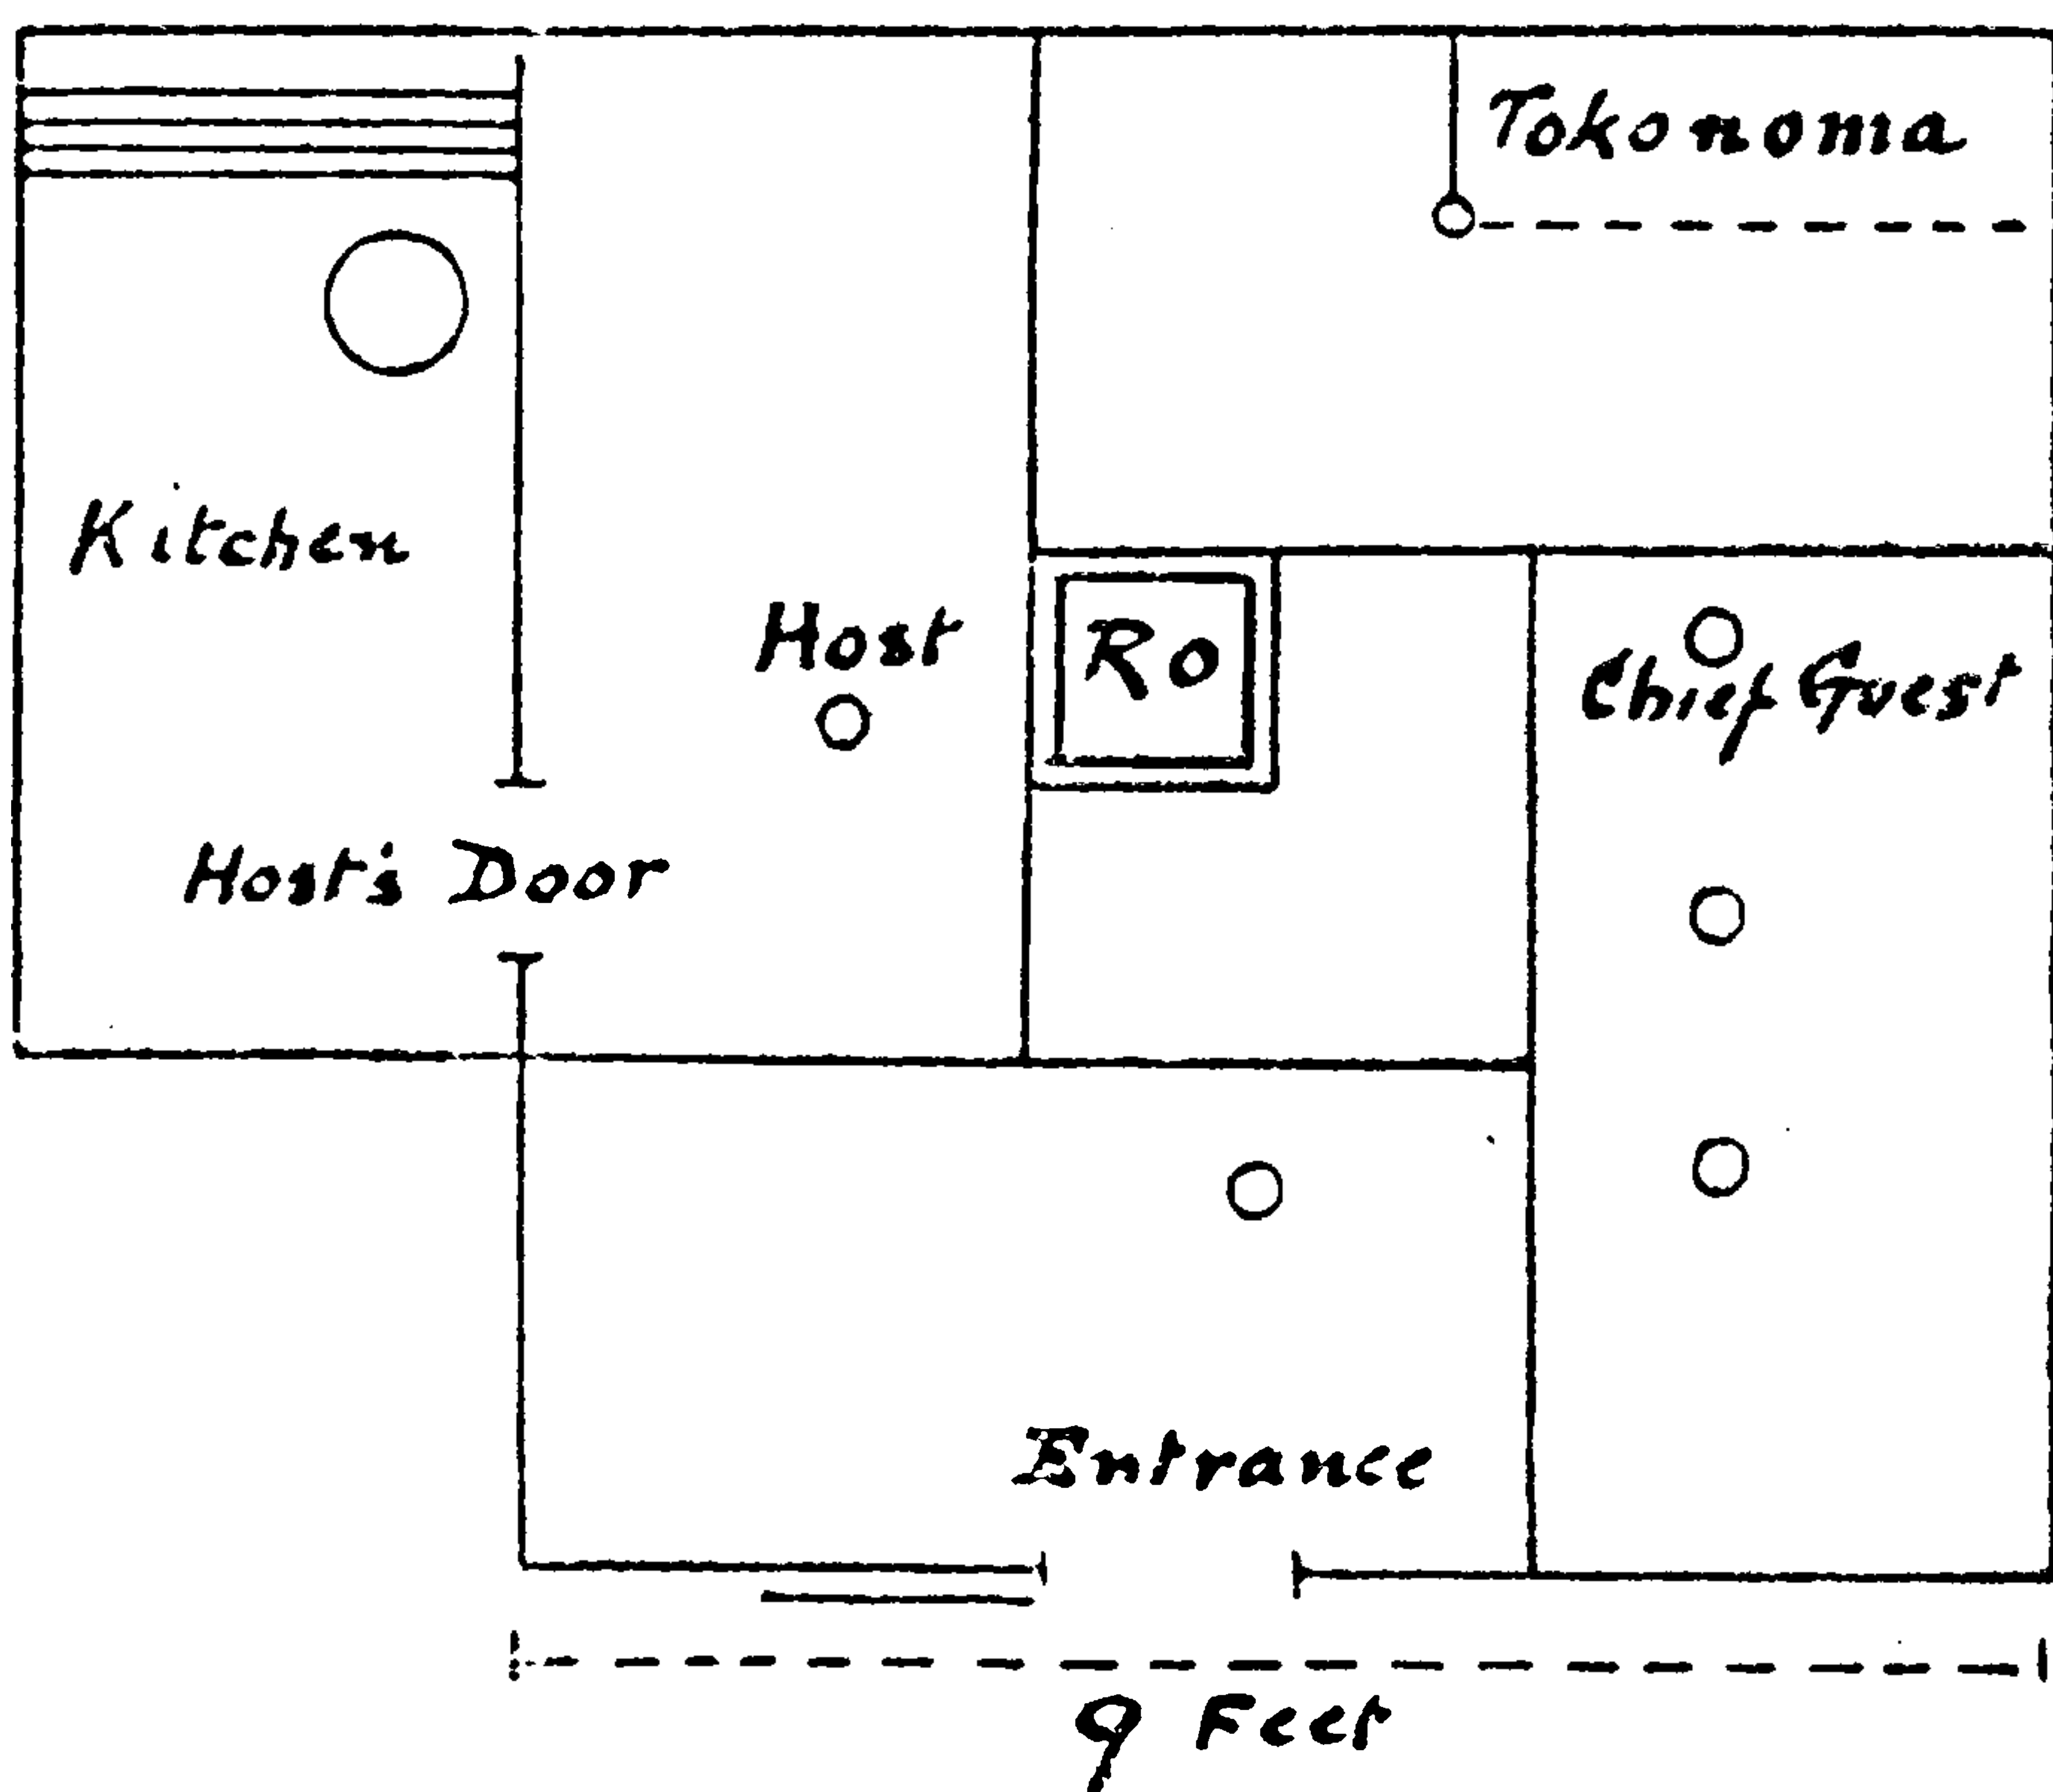 Tokonoma
Kitchen
Host
Ro
Chief Guest
Host's Door
Entrance
9 Feet